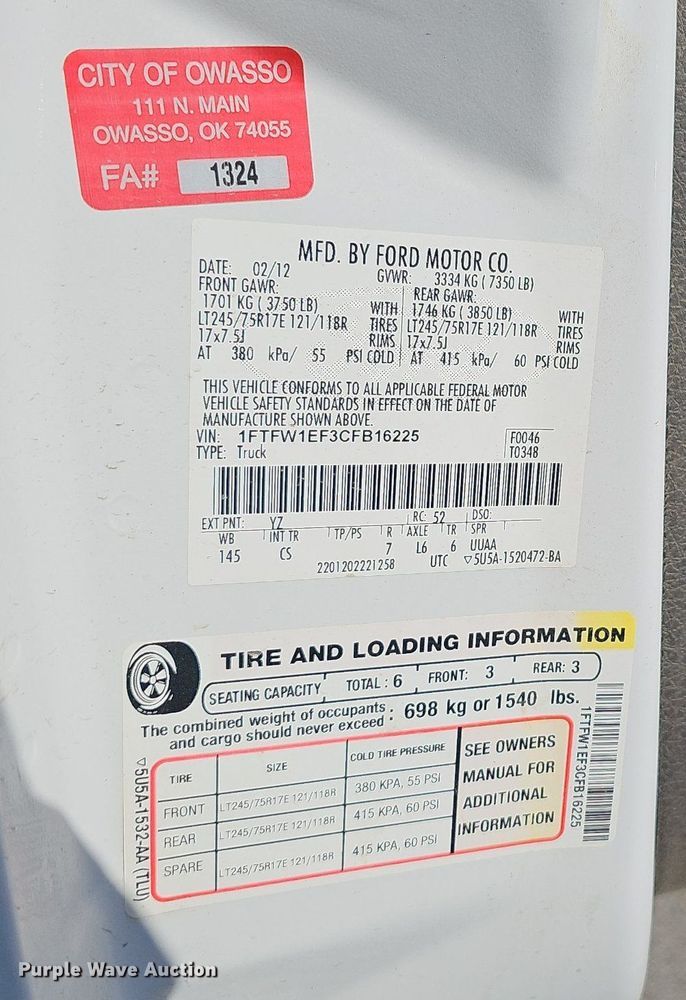 CITY OF OWASSO
111 N. MAIN
OWASSO, OK 74055
FA# 1324
MFD. BY FORD MOTOR CO.
DATE: 02/12 GVWR: 3334 KG ( 7350 LB)
FRONT GAWR: REAR GAWR:
1701 KG ( 3750 LB) WITH 1746 KG ( 3850 LB) WITH
LT245/75R17E 121/118R TIRES LT245/75R17E 121/118R TIRES
17x7.5J RIMS 17x7.5J RIMS
AT 380 kPa/ 55 PSI COLD AT 415 kPa/ 60 PSI COLD
THIS VEHICLE CONFORMS TO ALL APPLICABLE FEDERAL MOTOR
VEHICLE SAFETY STANDARDS IN EFFECT ON THE DATE OF
MANUFACTURE SHOWN ABOVE.
VIN: 1FTFW1EF3CFB16225 F0046
TYPE: Truck T0348
EXT PNT: YZ RC: 52 DSO:
WB INT TR TP/PS R AXLE TR SPR
145 CS 7 L6 6 UUAA
2201202221258 UTC ▽5U5A-1520472-BA
TIRE AND LOADING INFORMATION
SEATING CAPACITY TOTAL : 6 FRONT: 3 REAR: 3
The combined weight of occupants
and cargo should never exceed : 698 kg or 1540 lbs.
TIRE SIZE COLD TIRE PRESSURE
FRONT LT245/75R17E 121/118R 380 KPA, 55 PSI
REAR LT245/75R17E 121/118R 415 KPA, 60 PSI
SPARE LT245/75R17E 121/118R 415 KPA, 60 PSI
SEE OWNERS
MANUAL FOR
ADDITIONAL
INFORMATION
▽5U5A-1532-AA (TLU)
1FTFW1EF3CFB16225
Purple Wave Auction